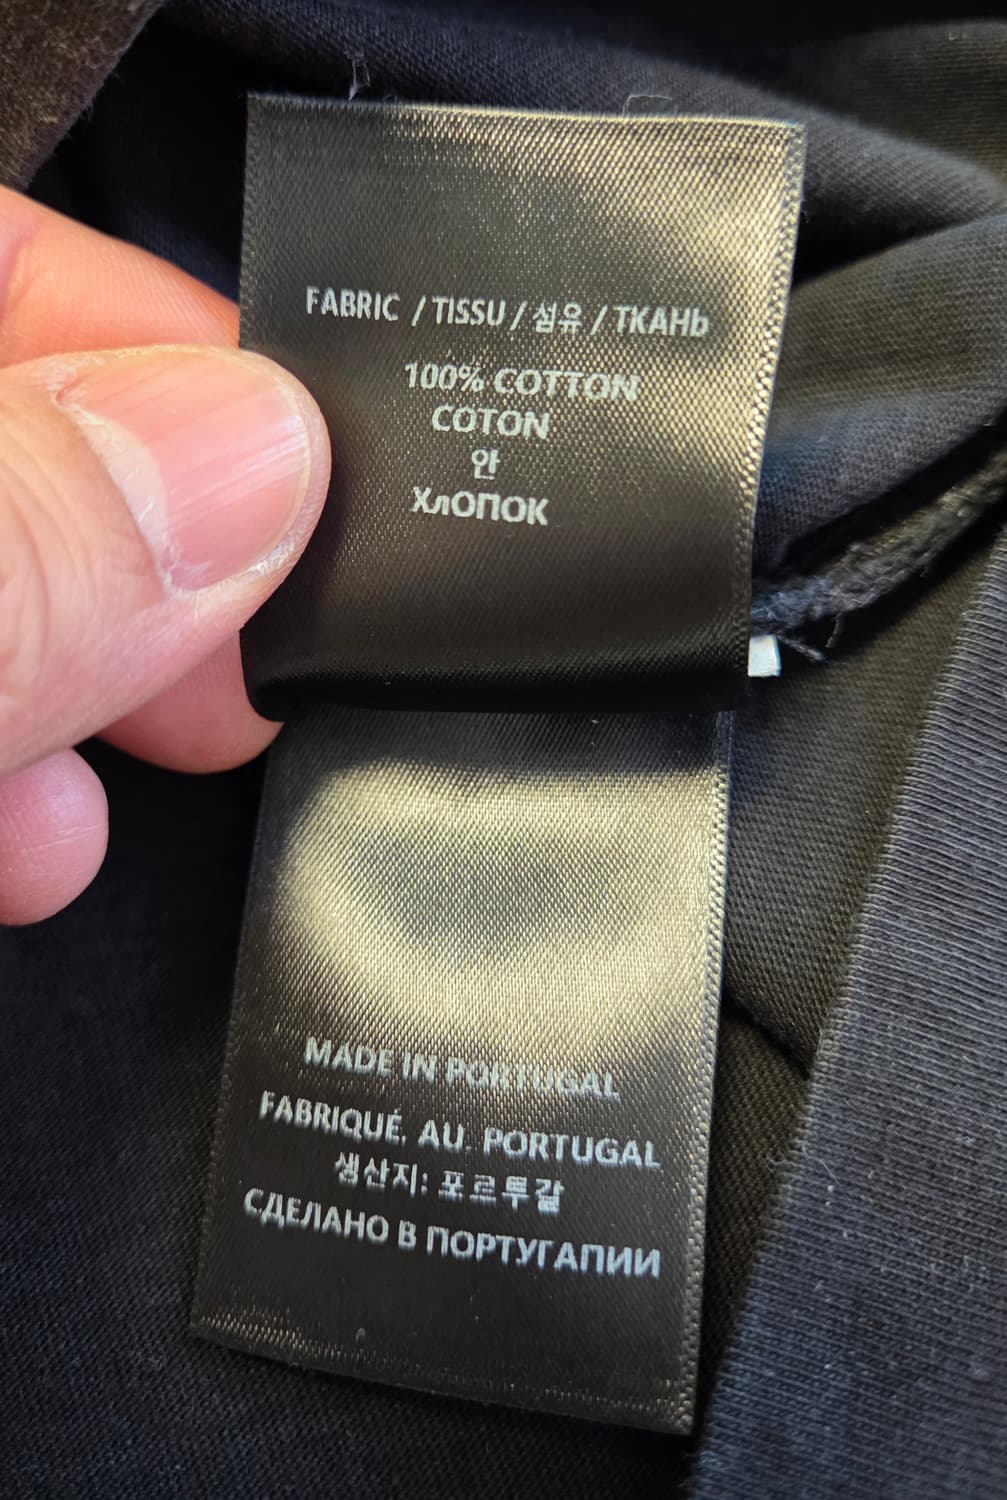 FABRIC / TISSU / 섬유 / ТКАНЬ
100% COTTON
COTON
안
ХлОПОК
MADE IN PORTUGAL
FABRIQUÉ. AU. PORTUGAL
생산지: 포르투갈
СДЕЛАНО В ПОРТУГАПИИ